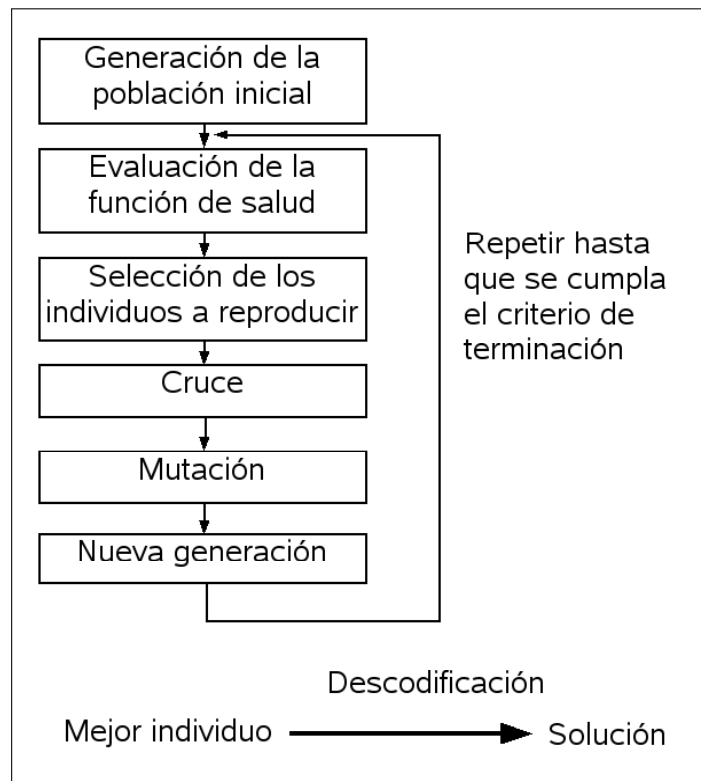 Generación de la
población inicial
Evaluación de la
función de salud
Selección de los
individuos a reproducir
Cruce
Mutación
Nueva generación
Repetir hasta
que se cumpla
el criterio de
terminación
Descodificación
Mejor individuo
Solución